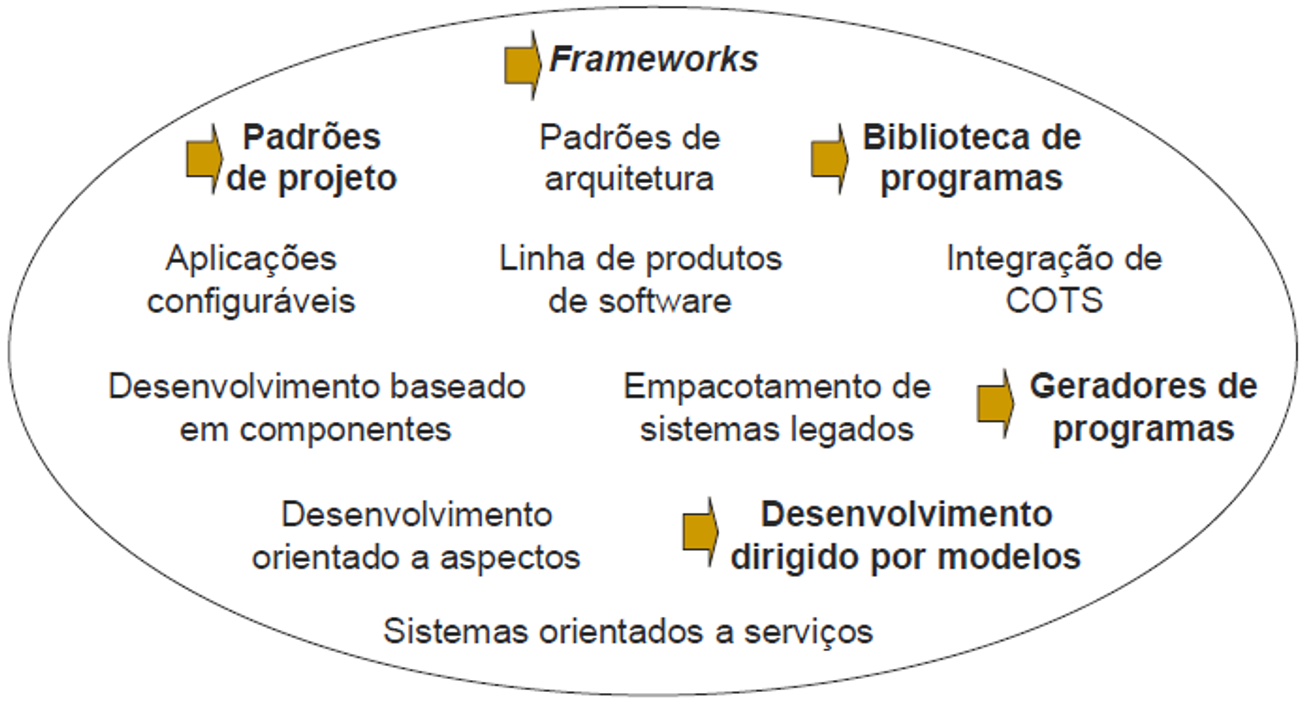 Frameworks
Padrões
de projeto
Padrões de
arquitetura
Biblioteca de
programas
Aplicações
configuráveis
Linha de produtos
de software
Integração de
COTS
Desenvolvimento baseado
em componentes
Empacotamento de
sistemas legados
Geradores de
programas
Desenvolvimento
orientado a aspectos
Desenvolvimento
dirigido por modelos
Sistemas orientados a serviços